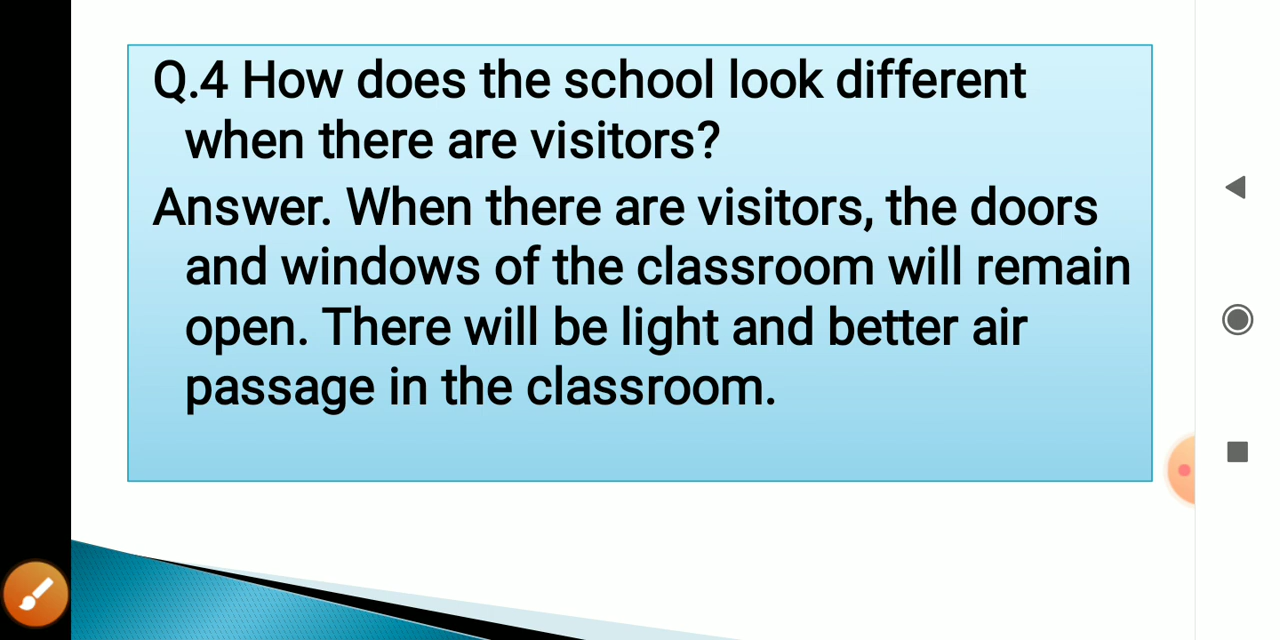 Q.4 How does the school look different
when there are visitors?
Answer. When there are visitors, the doors
and windows of the classroom will remain
open. There will be light and better air
passage in the classroom.